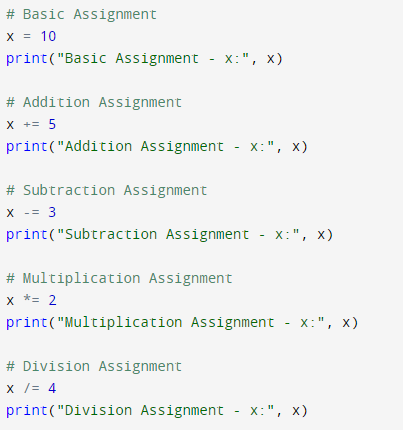 # Basic Assignment
x = 10
print("Basic Assignment - x:", x)
# Addition Assignment
x += 5
print("Addition Assignment - x:", x)
# Subtraction Assignment
x -= 3
print("Subtraction Assignment - x:", x)
# Multiplication Assignment
x *= 2
print("Multiplication Assignment - x:", x)
# Division Assignment
x /= 4
print("Division Assignment - x:", x)